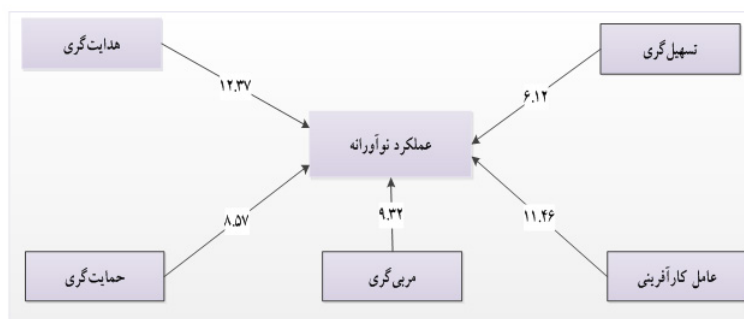 تسهیل‌گری
هدایت‌گری
۶.۱۲
۱۲.۳۷
عملکرد نوآورانه
۱۱.۴۶
۹.۳۲
۸.۵۷
عامل کارآفرینی
مربی‌گری
حمایت‌گری